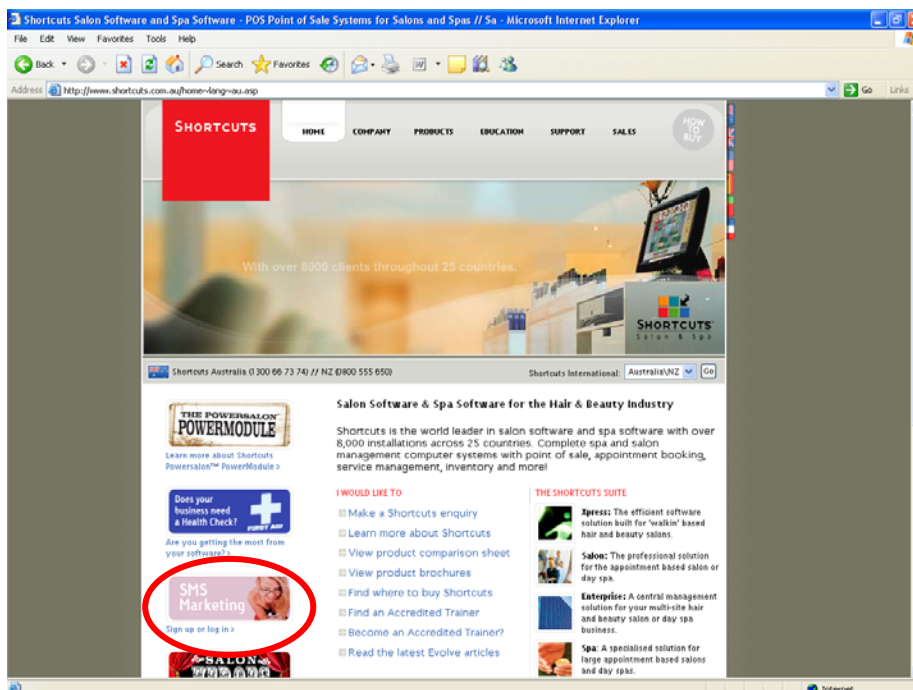 Shortcuts Salon Software and Spa Software - POS Point of Sale Systems for Salons and Spas // Sa - Microsoft Internet Explorer
File Edit View Favorites Tools Help
Back Search Favorites
Address http://www.shortcuts.com.au/home~lang~au.asp Go Links
SHORTCUTS
HOME COMPANY PRODUCTS EDUCATION SUPPORT SALES
HOW TO BUY
With over 8000 clients throughout 25 countries.
SHORTCUTS
Salon & Spa
Shortcuts Australia (1300 66 73 74) // NZ (0800 555 650)
Shortcuts International: Australia\NZ Go
THE POWERSALON
POWERMODULE
Learn more about Shortcuts
Powersalon™ PowerModule >
Does your
business need
a Health Check?
FIRST AID
Are you getting the most from
your software? >
SMS
Marketing
Sign up or log in >
SALON
Salon Software & Spa Software for the Hair & Beauty Industry
Shortcuts is the world leader in salon software and spa software with over
8,000 installations across 25 countries. Complete spa and salon
management computer systems with point of sale, appointment booking,
service management, inventory and more!
I WOULD LIKE TO
Make a Shortcuts enquiry
Learn more about Shortcuts
View product comparison sheet
View product brochures
Find where to buy Shortcuts
Find an Accredited Trainer
Become an Accredited Trainer?
Read the latest Evolve articles
THE SHORTCUTS SUITE
Xpress: The efficient software
solution built for 'walkin' based
hair and beauty salons.
Salon: The professional solution
for the appointment based salon or
day spa.
Enterprise: A central management
solution for your multi-site hair
and beauty salon or day spa
business.
Spa: A specialised solution for
large appointment based salons
and day spas.
Internet